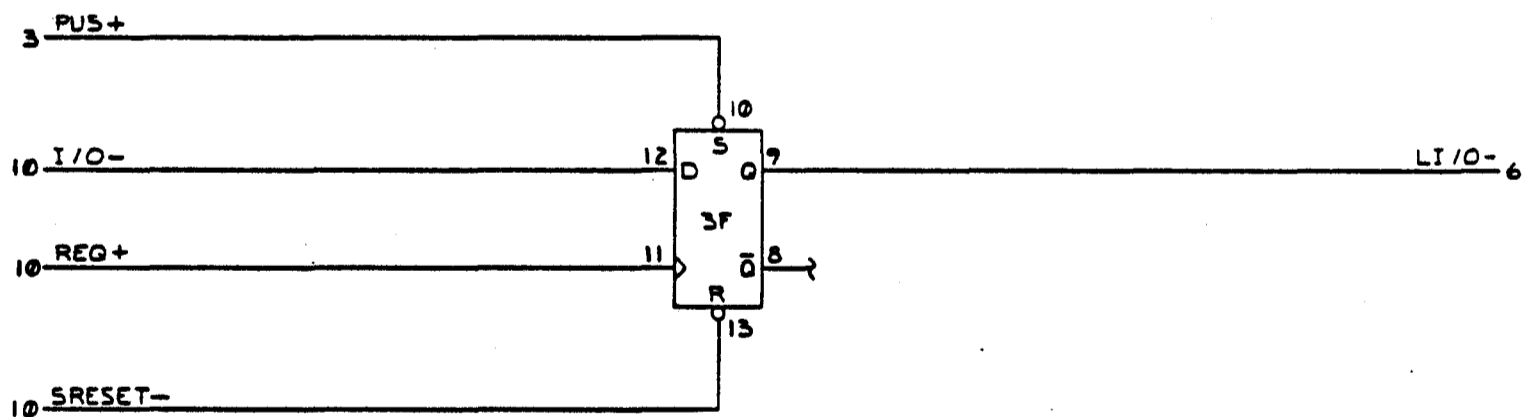 3 PUS+
10
S
10 I/O- 12 D Q 9 LI/O- 6
3F
10 REQ+ 11 Q̅ 8
R
13
10 SRESET-